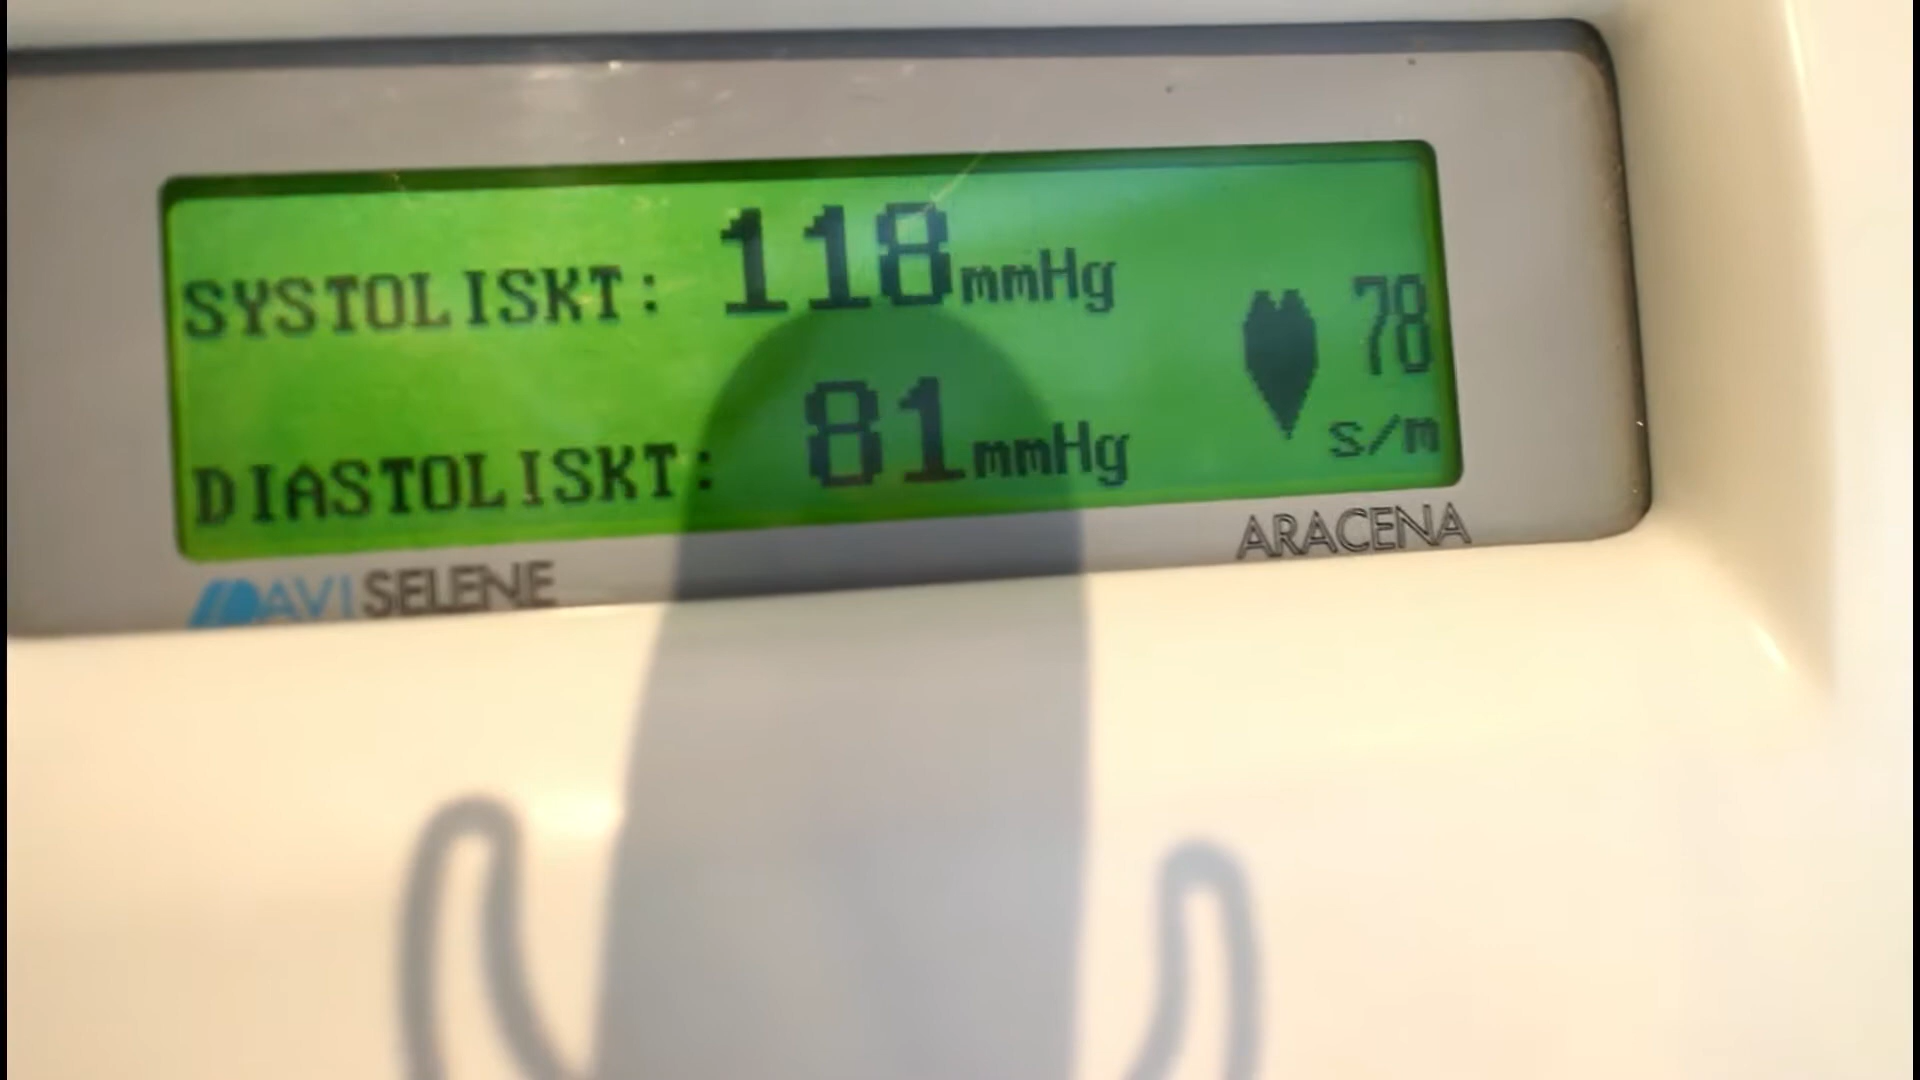 SYSTOLISKT: 118mmHg
78
DIASTOLISKT: 81mmHg
s/m
AVI SELENE
ARACENA